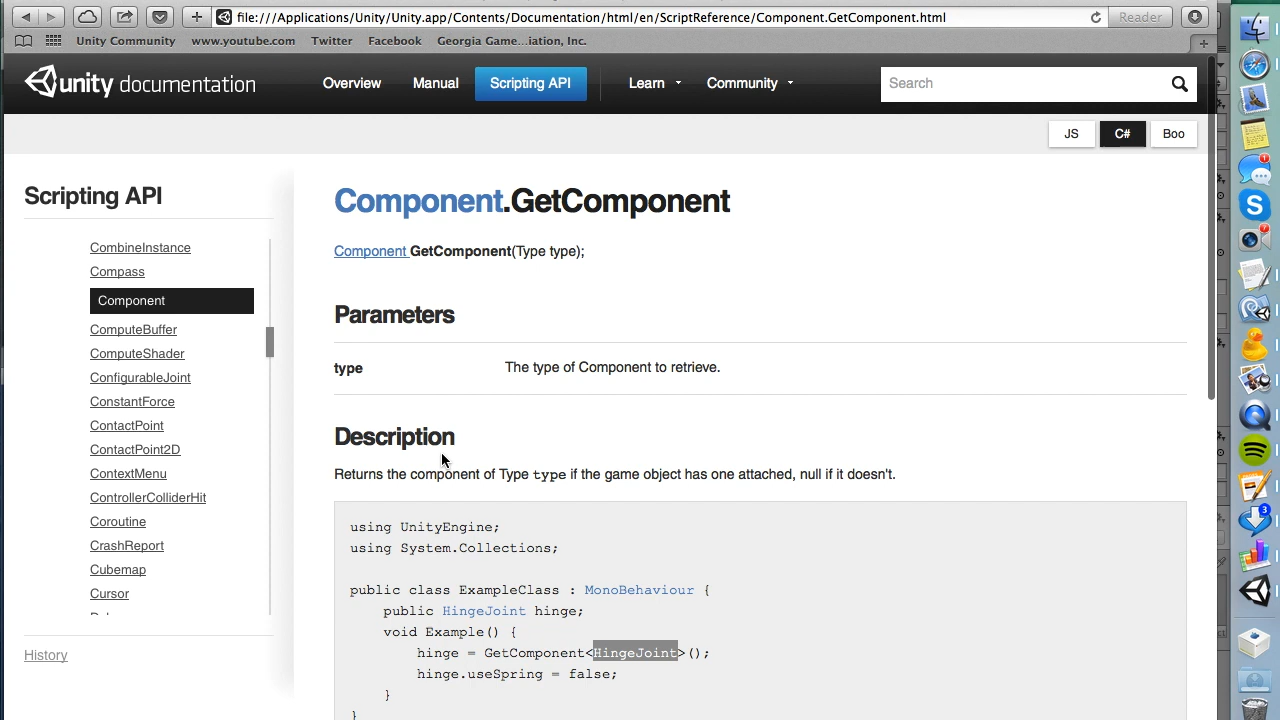 file:///Applications/Unity/Unity.app/Contents/Documentation/html/en/ScriptReference/Component.GetComponent.html
Reader
Unity Community
www.youtube.com
Twitter
Facebook
Georgia Game...iation, Inc.
unity documentation
Overview
Manual
Scripting API
Learn
Community
Search
JS
C#
Boo
Scripting API
CombineInstance
Compass
Component
ComputeBuffer
ComputeShader
ConfigurableJoint
ConstantForce
ContactPoint
ContactPoint2D
ContextMenu
ControllerColliderHit
Coroutine
CrashReport
Cubemap
Cursor
History
Component.GetComponent
Component GetComponent(Type type);
Parameters
type
The type of Component to retrieve.
Description
Returns the component of Type type if the game object has one attached, null if it doesn't.
using UnityEngine;
using System.Collections;
public class ExampleClass : MonoBehaviour {
public HingeJoint hinge;
void Example() {
hinge = GetComponent<HingeJoint>();
hinge.useSpring = false;
}
}
1
7
3